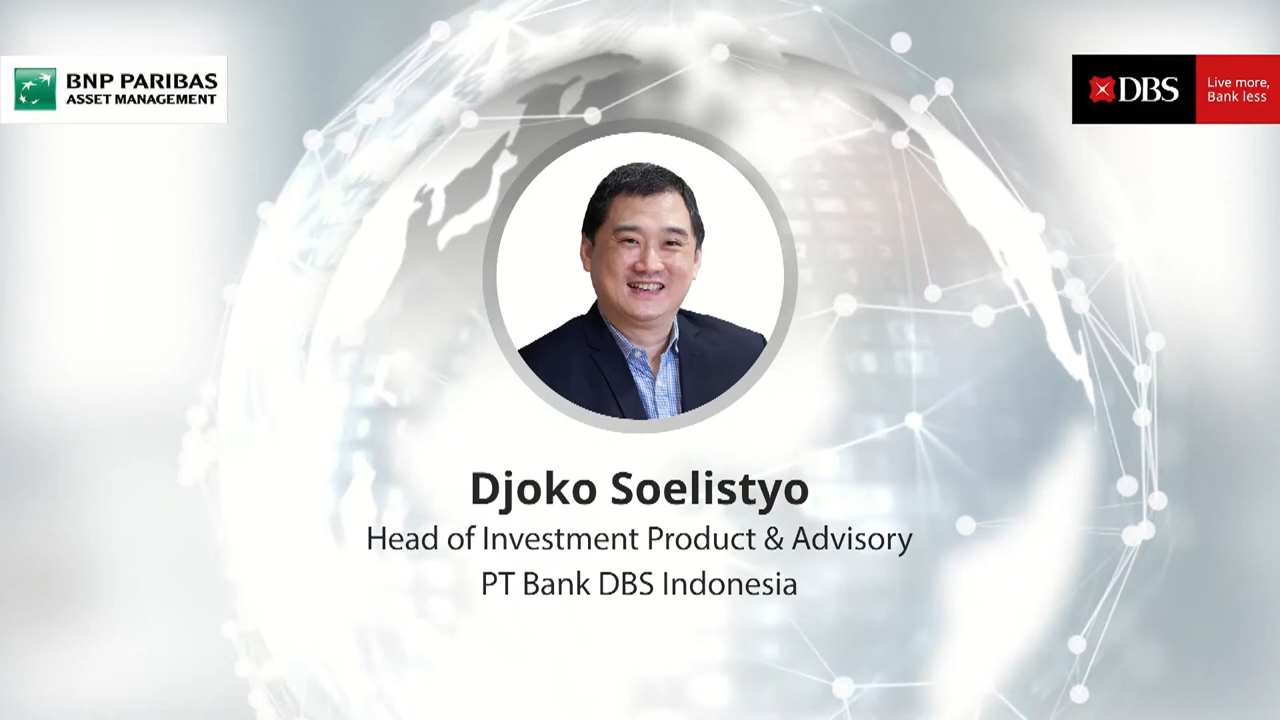 BNP PARIBAS
ASSET MANAGEMENT
DBS
Live more,
Bank less
Djoko Soelistyo
Head of Investment Product & Advisory
PT Bank DBS Indonesia